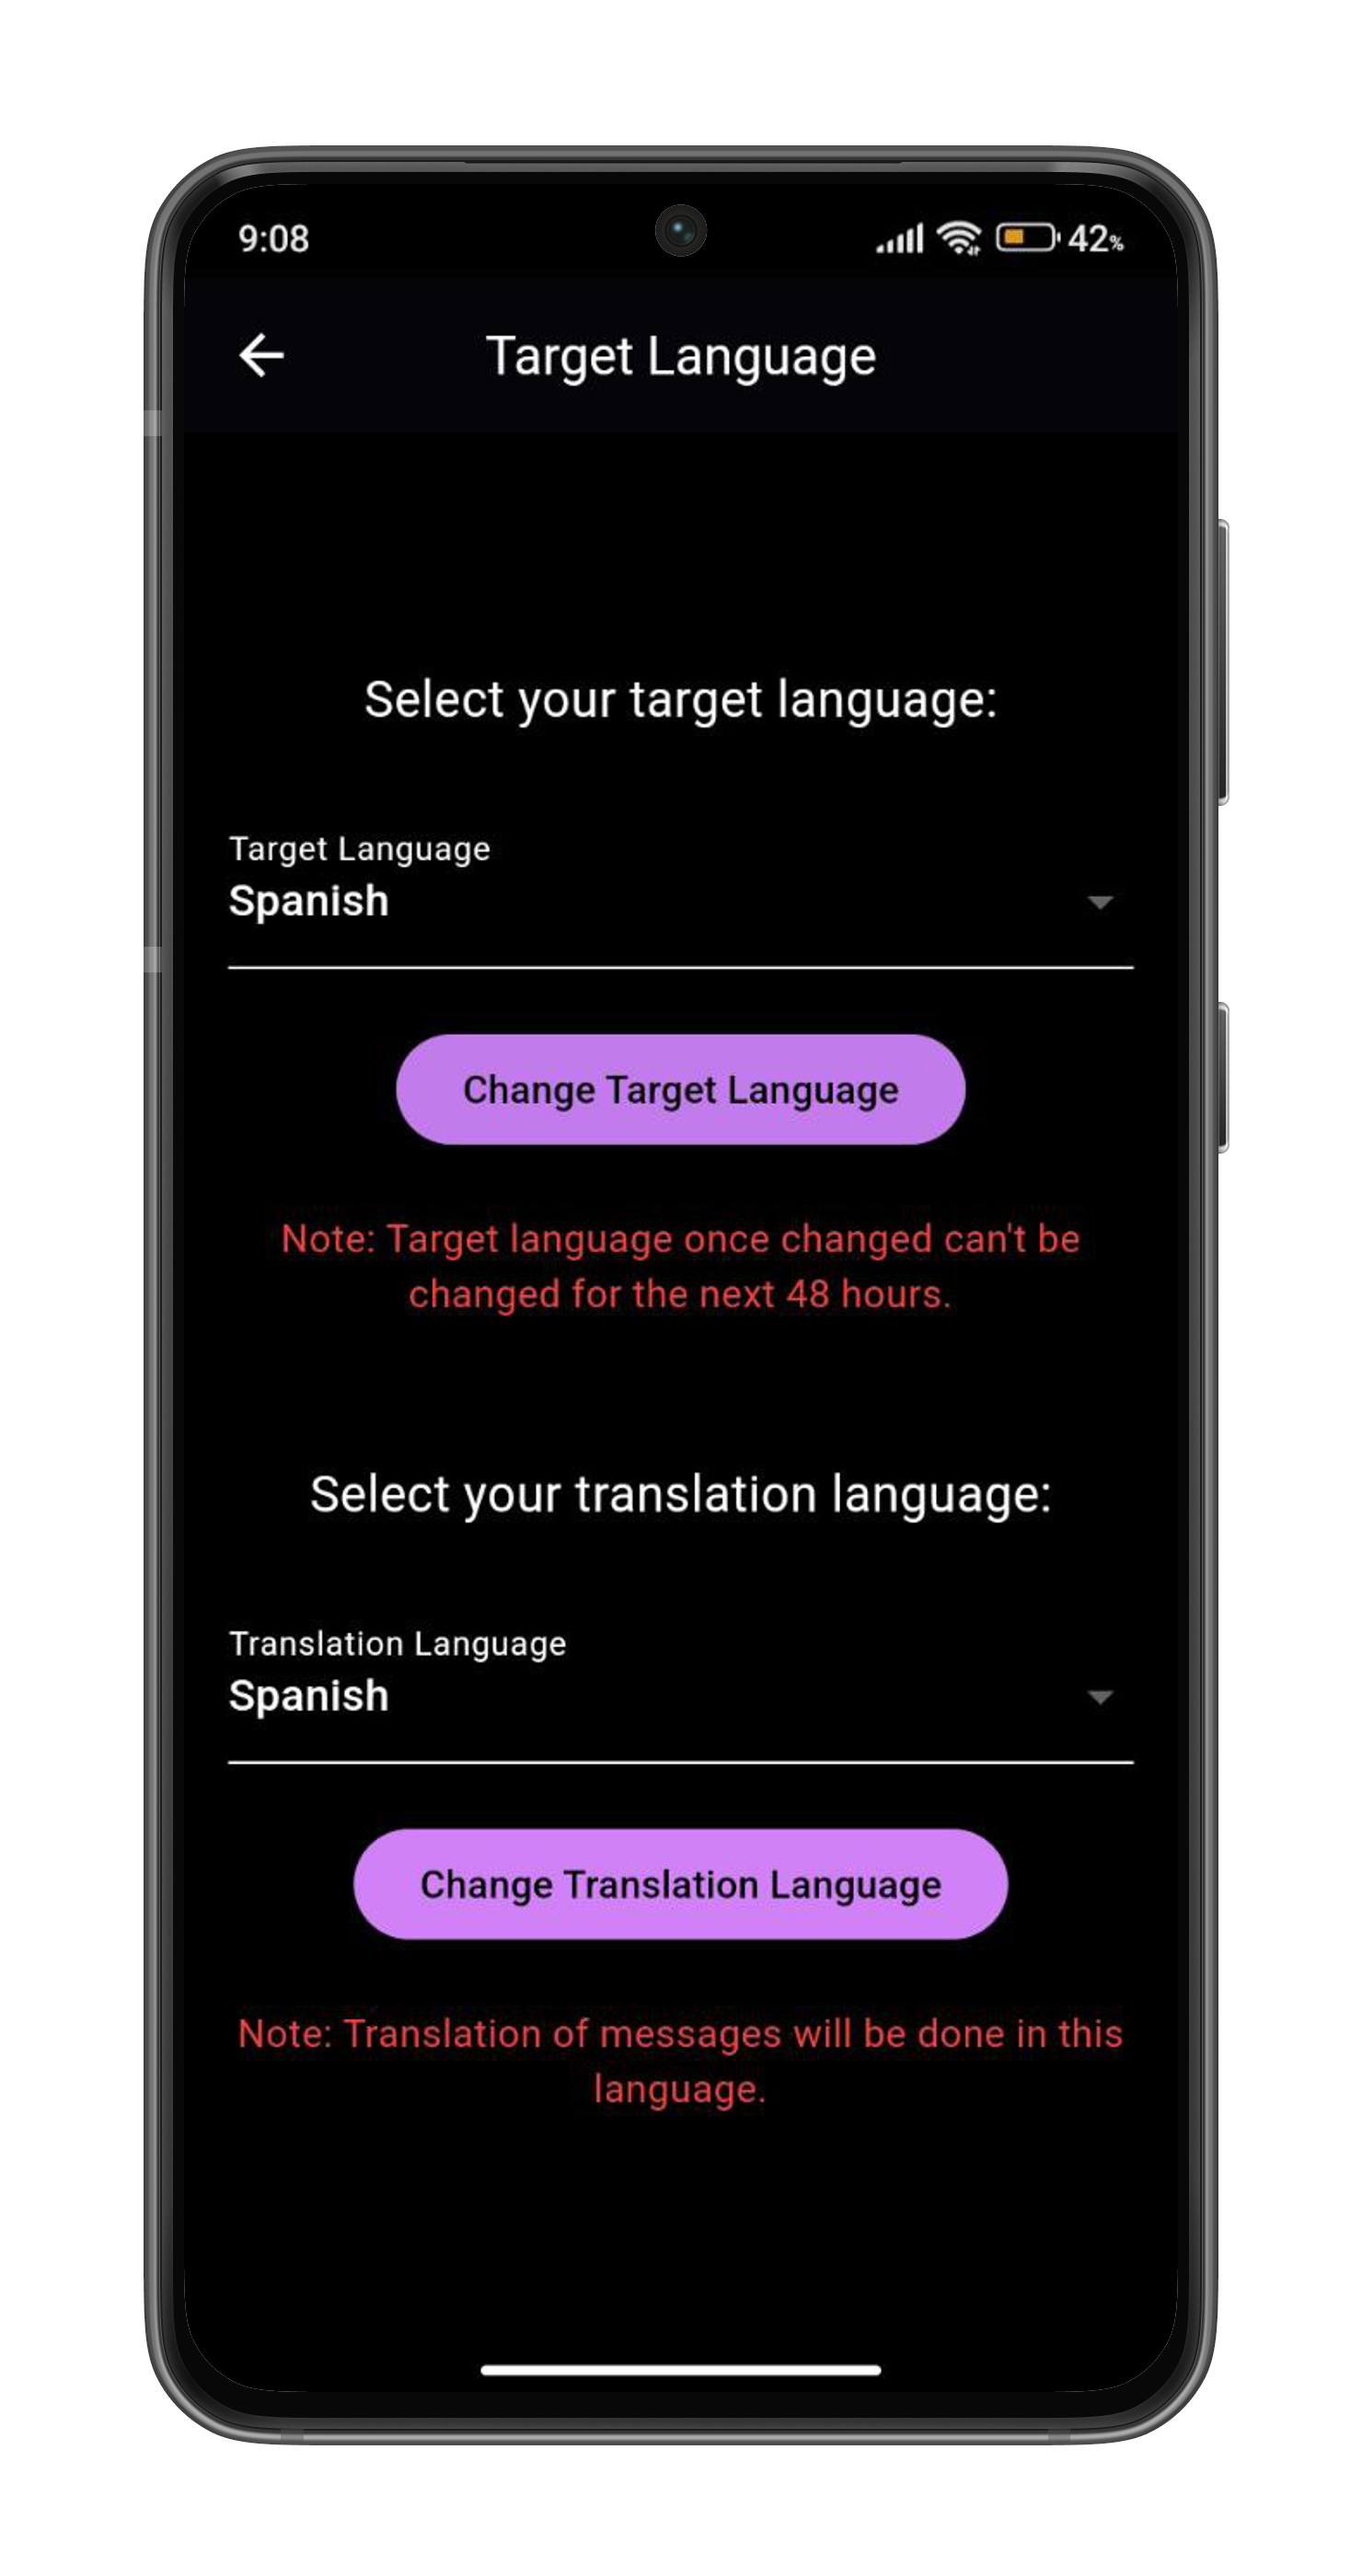 9:08
42%
Target Language
Select your target language:
Target Language
Spanish
Change Target Language
Note: Target language once changed can't be
changed for the next 48 hours.
Select your translation language:
Translation Language
Spanish
Change Translation Language
Note: Translation of messages will be done in this
language.